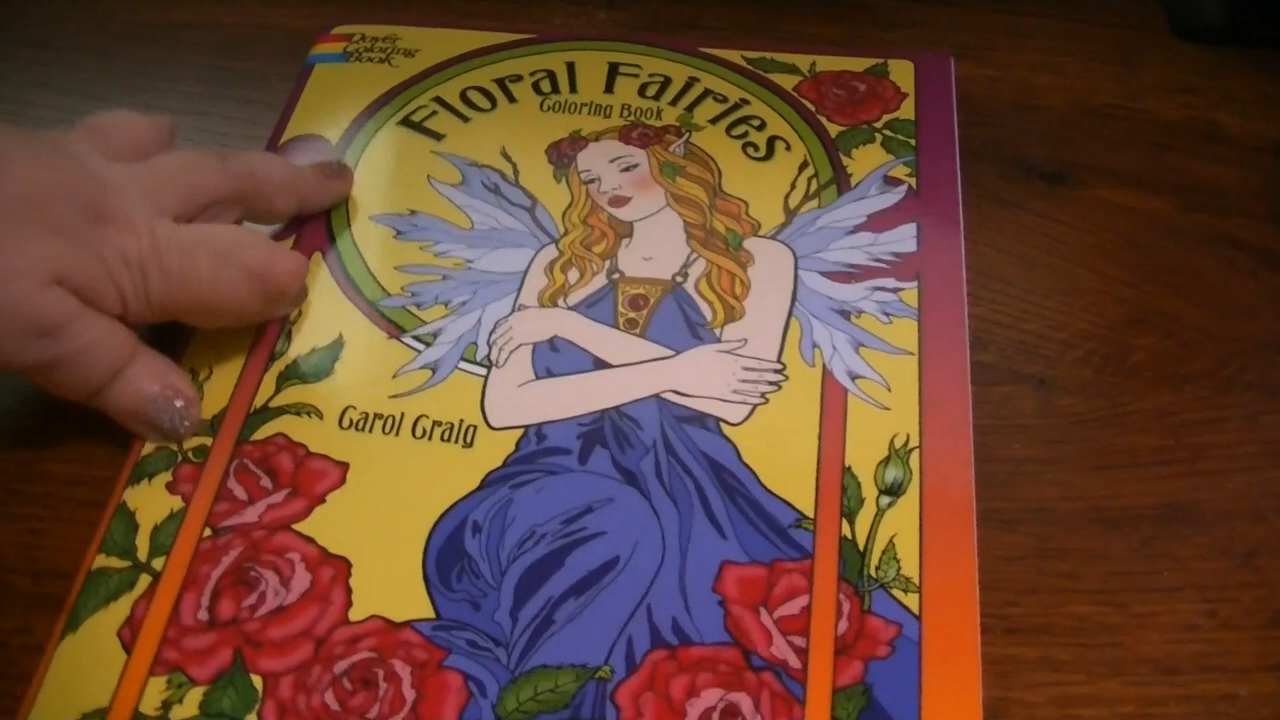 Dover
Coloring
Book
Floral Fairies
Coloring Book
Carol Craig